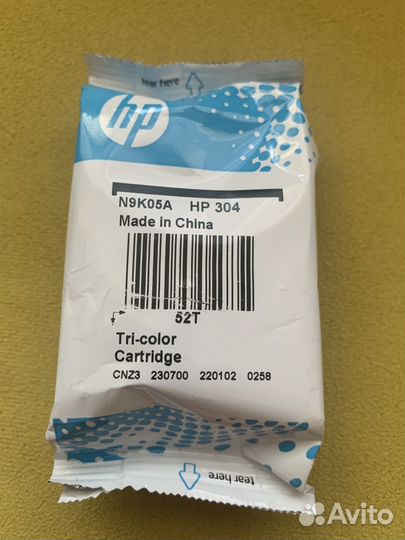 tear here
hp
N9K05A HP 304
Made in China
52T
Tri-color
Cartridge
CNZ3 230700 220102 0258
tear here
Avito